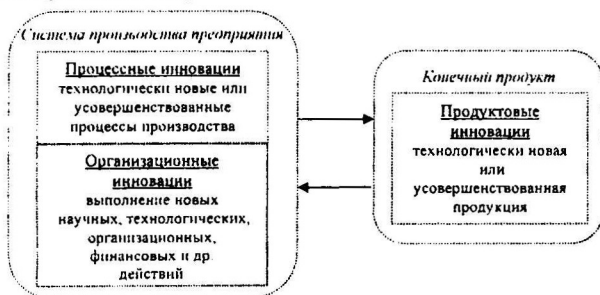 Система производства предприятия
Процессные инновации
технологически новые или
усовершенствованные
процессы производства
Организационные
инновации
выполнение новых
научных, технологических,
организационных,
финансовых и др.
действий
Конечный продукт
Продуктовые
инновации
технологически новая
или
усовершенствованная
продукция